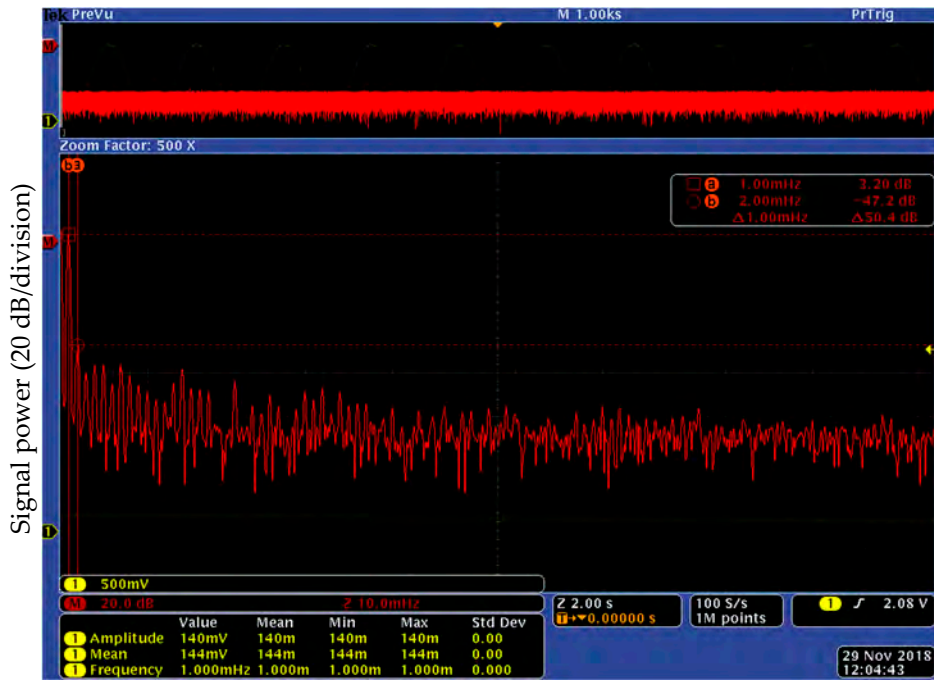 Tek PreVu M 1.00ks PrTrig
M
1
Zoom Factor: 500 X
b3
a 1.00mHz 3.20 dB
b 2.00mHz −47.2 dB
Δ1.00mHz Δ50.4 dB
M
Signal power (20 dB/division)
1
1 500mV
M 20.0 dB Z 10.0mHz
Z 2.00 s
T→▼0.00000 s
100 S/s
1M points
1 2.08 V
Value Mean Min Max Std Dev
1 Amplitude 140mV 140m 140m 140m 0.00
1 Mean 144mV 144m 144m 144m 0.00
1 Frequency 1.000mHz 1.000m 1.000m 1.000m 0.000
29 Nov 2018
12:04:43